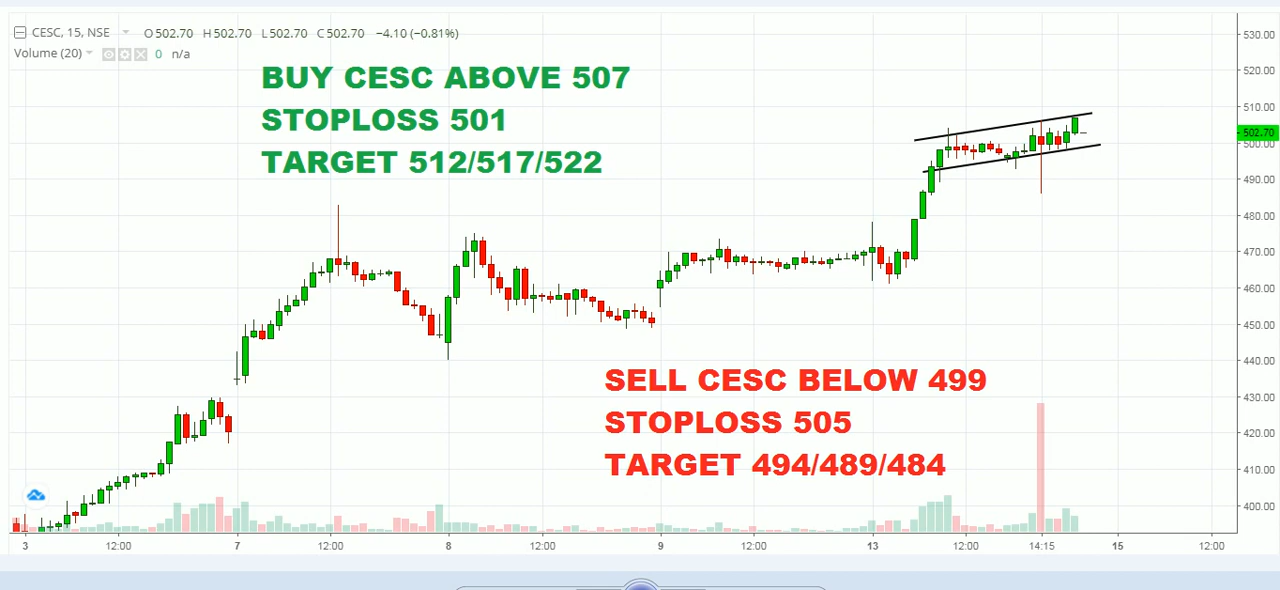 CESC, 15, NSE O 502.70 H 502.70 L 502.70 C 502.70 −4.10 (−0.81%)
Volume (20) 0 n/a
BUY CESC ABOVE 507
STOPLOSS 501
TARGET 512/517/522
SELL CESC BELOW 499
STOPLOSS 505
TARGET 494/489/484
530.00
520.00
510.00
502.70
500.00
490.00
480.00
470.00
460.00
450.00
440.00
430.00
420.00
410.00
400.00
3 12:00 7 12:00 8 12:00 9 12:00 13 12:00 14:15 15 12:00